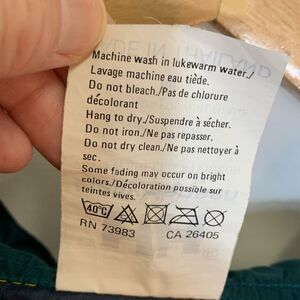 Machine wash in lukewarm water./
Lavage machine eau tiède.
Do not bleach./Pas de chlorure
décolorant
Hang to dry./Suspendre à sécher.
Do not iron./Ne pas repasser.
Do not dry clean./Ne pas nettoyer à
sec.
Some fading may occur on bright
colors./Décoloration possible sur
teintes vives.
40°C
RN 73983 CA 26405